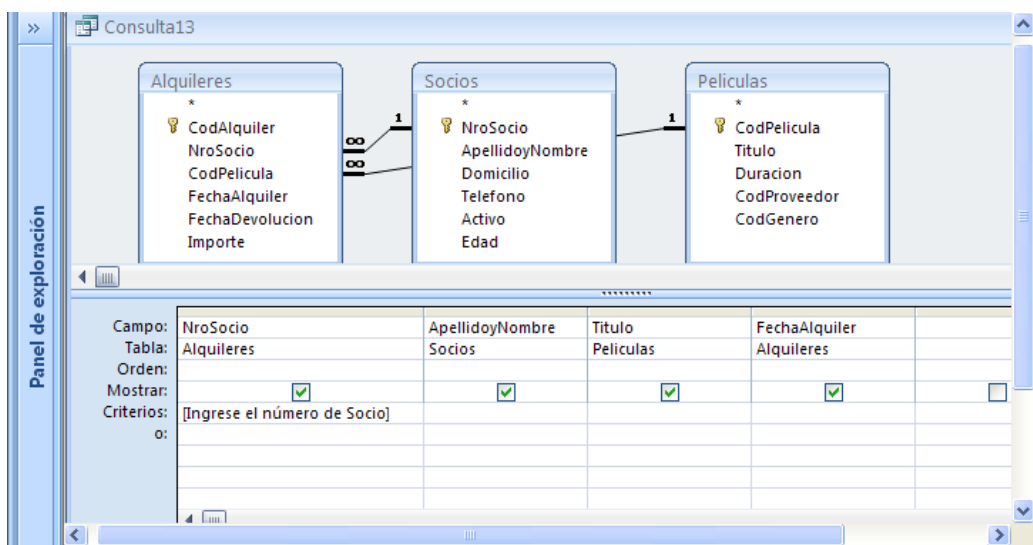 Consulta13
Panel de exploración
Alquileres
*
CodAlquiler
NroSocio
CodPelicula
FechaAlquiler
FechaDevolucion
Importe
∞
∞
1
Socios
*
NroSocio
ApellidoyNombre
Domicilio
Telefono
Activo
Edad
1
Peliculas
*
CodPelicula
Titulo
Duracion
CodProveedor
CodGenero
Campo: NroSocio ApellidoyNombre Titulo FechaAlquiler
Tabla: Alquileres Socios Peliculas Alquileres
Orden:
Mostrar:
Criterios: [Ingrese el número de Socio]
o: